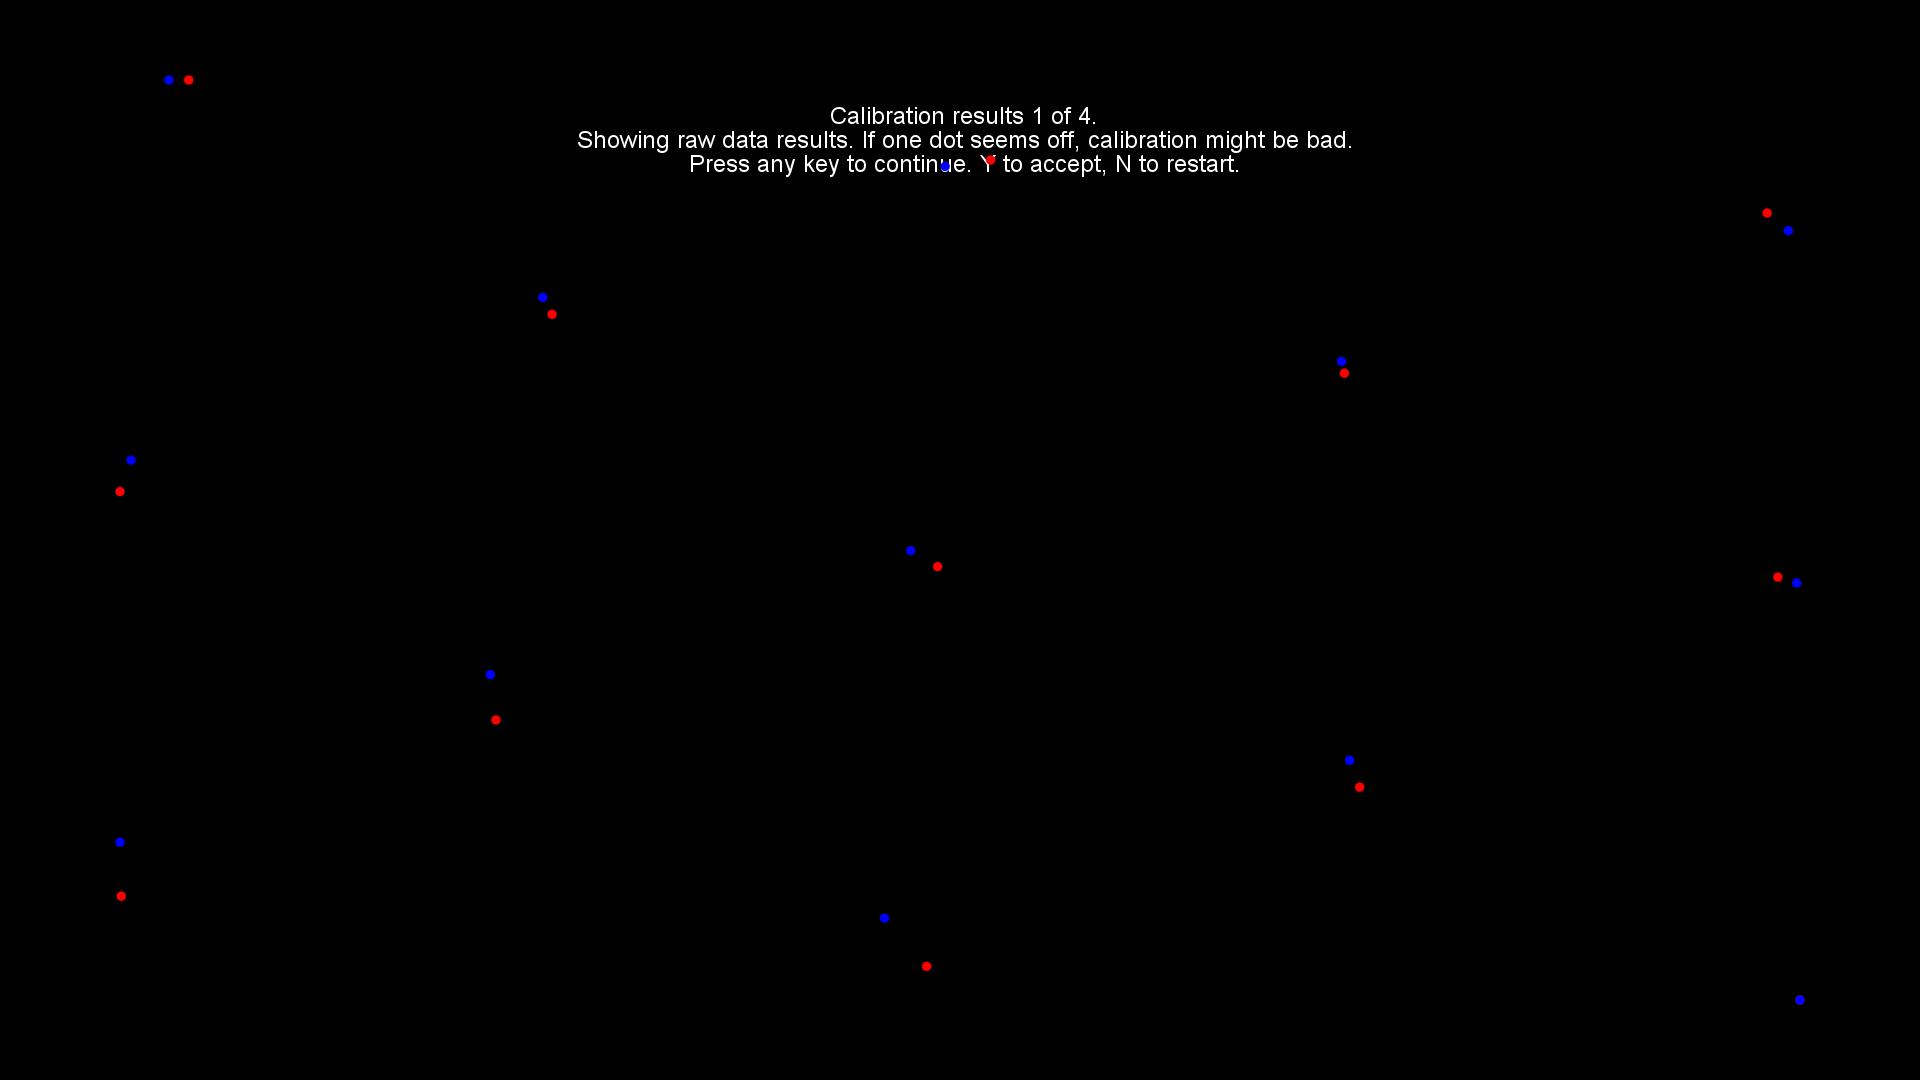 Calibration results 1 of 4.
Showing raw data results. If one dot seems off, calibration might be bad.
Press any key to continue. Y to accept, N to restart.